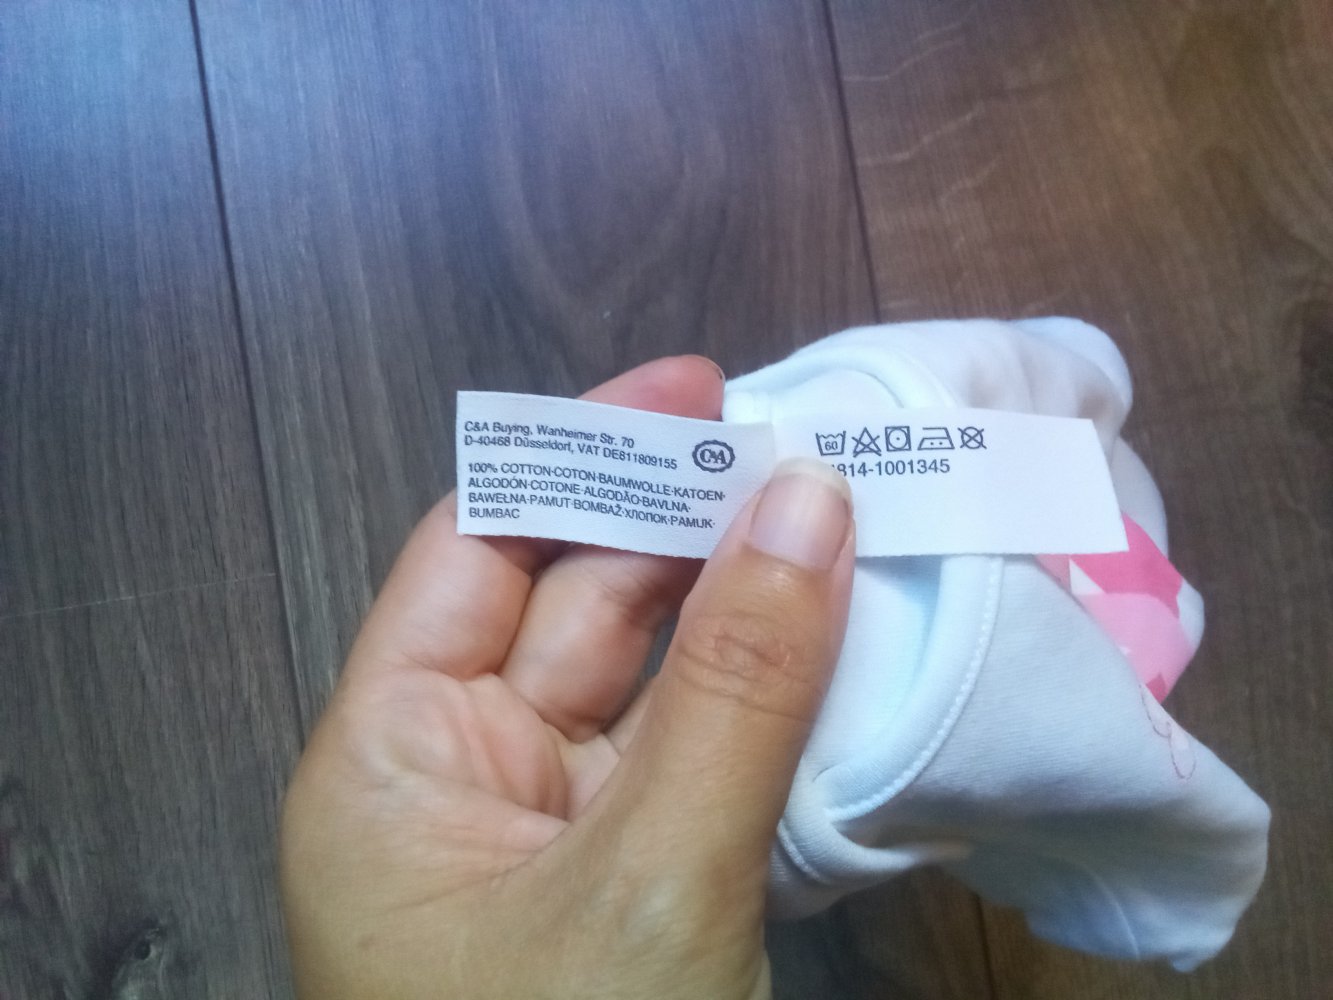 C&A Buying, Wanheimer Str. 70
D-40468 Düsseldorf, VAT DE811809155
C&A
100% COTTON·COTON·BAUMWOLLE·KATOEN·
ALGODÓN·COTONE·ALGODÃO·BAVLNA·
BAWEŁNA·PAMUT·BOMBAŽ·ХЛОПОК·PAMUK·
BUMBAC
60
814-1001345